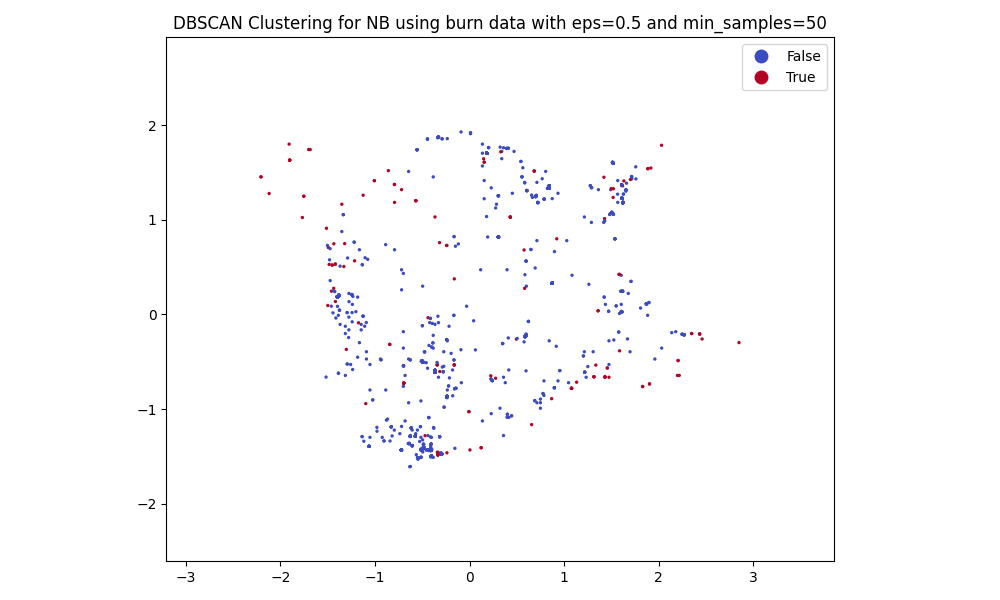 DBSCAN Clustering for NB using burn data with eps=0.5 and min_samples=50
False
True
2
1
0
−1
−2
−3 −2 −1 0 1 2 3